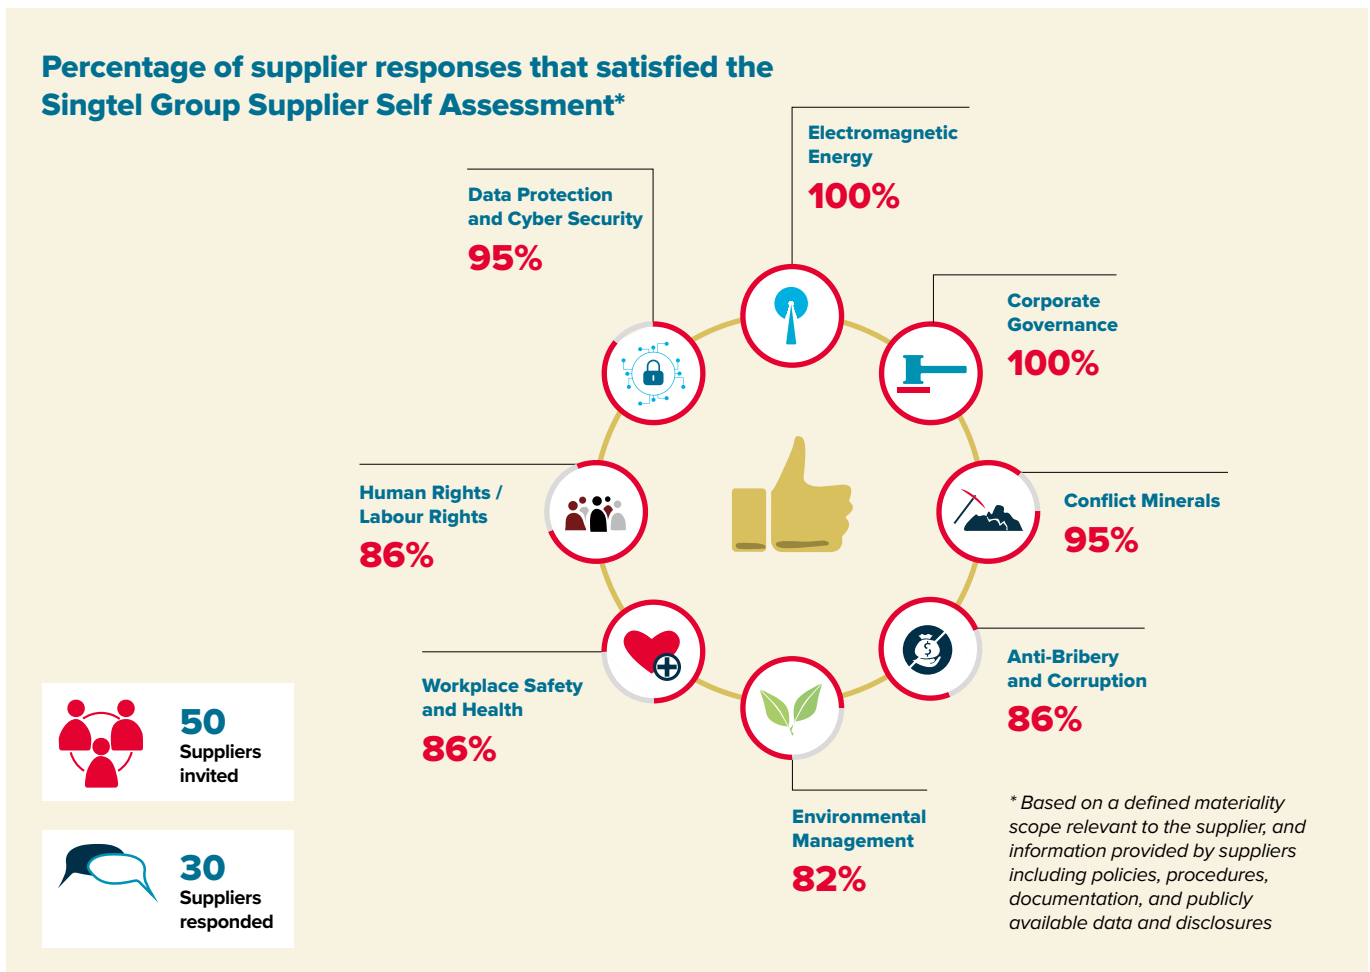 Percentage of supplier responses that satisfied the
Singtel Group Supplier Self Assessment*
Electromagnetic
Energy
100%
Data Protection
and Cyber Security
95%
Corporate
Governance
100%
Human Rights /
Labour Rights
86%
Conflict Minerals
95%
Workplace Safety
and Health
86%
Anti-Bribery
and Corruption
86%
$
Environmental
Management
82%
50
Suppliers
invited
30
Suppliers
responded
* Based on a defined materiality
scope relevant to the supplier, and
information provided by suppliers
including policies, procedures,
documentation, and publicly
available data and disclosures